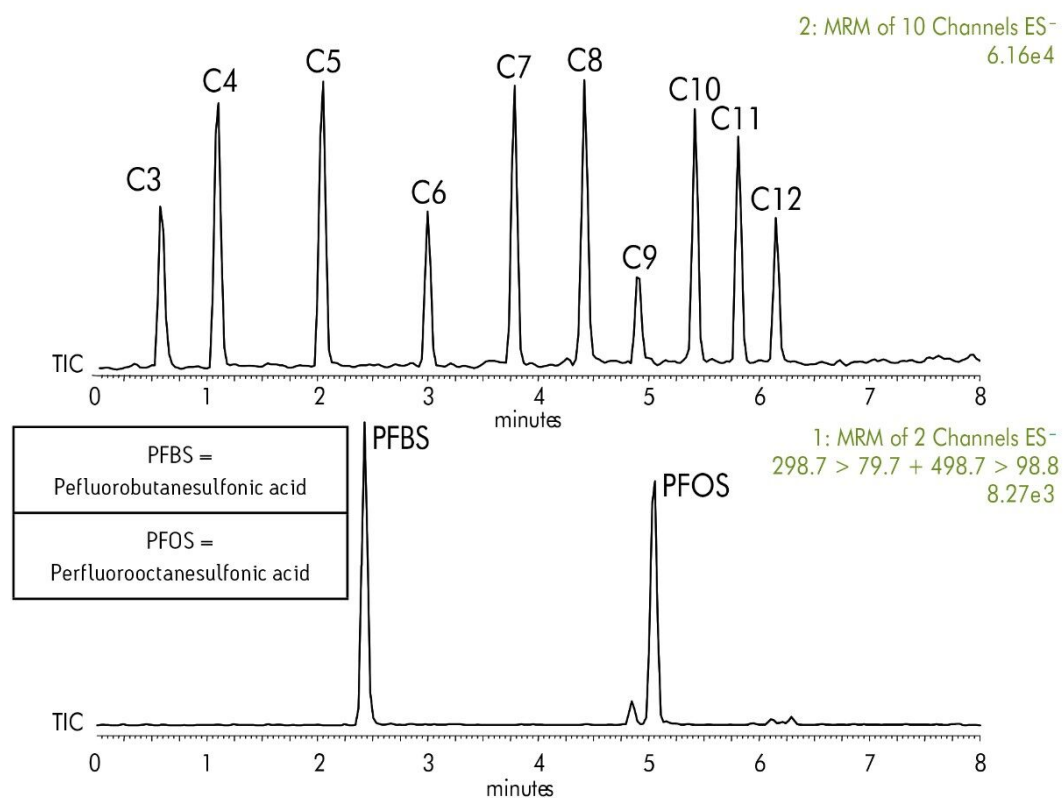 2: MRM of 10 Channels ES-
6.16e4
C3
C4
C5
C6
C7
C8
C9
C10
C11
C12
TIC
0 1 2 3 4 5 6 7 8
minutes
PFBS =
Pefluorobutanesulfonic acid
PFOS =
Perfluorooctanesulfonic acid
PFBS
PFOS
1: MRM of 2 Channels ES-
298.7 > 79.7 + 498.7 > 98.8
8.27e3
TIC
0 1 2 3 4 5 6 7 8
minutes